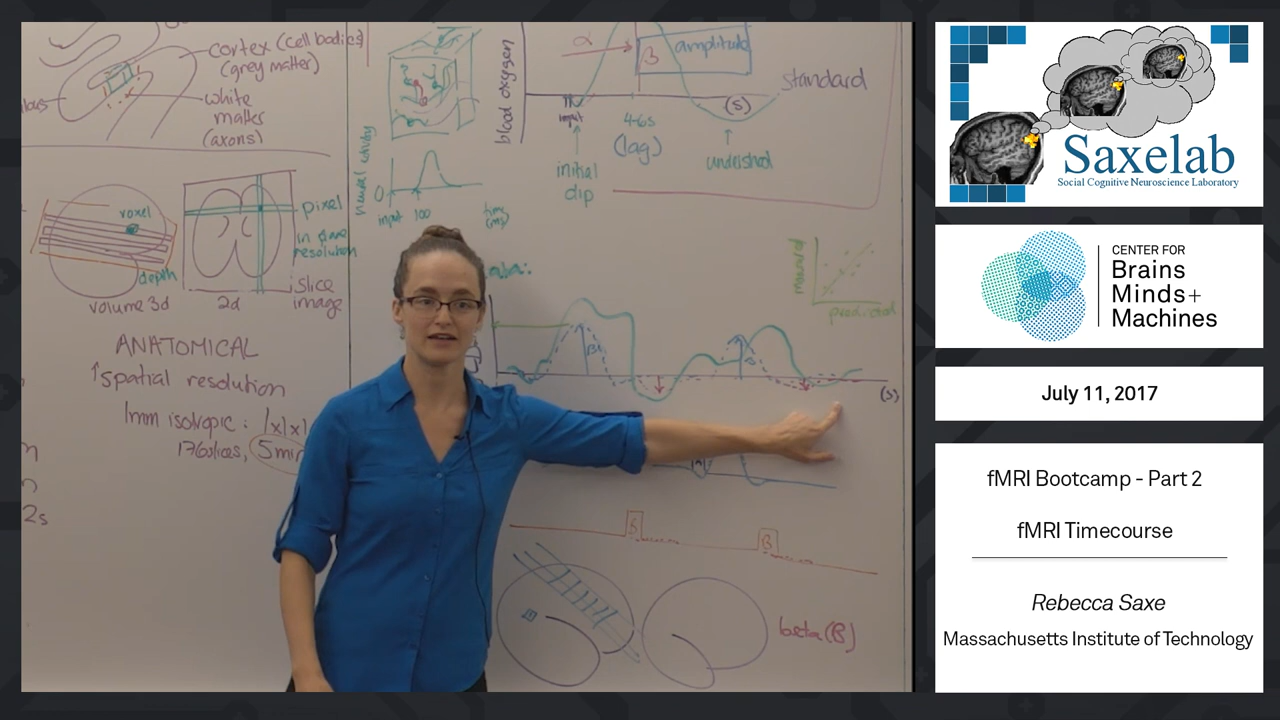 cortex (cell bodies)
(grey matter)
white
matter
(axons)
voxel
depth
volume 3d
2d
pixel
in plane
resolution
slice
image
ANATOMICAL
↑spatial resolution
1mm isotropic : 1x1x1
176 slices, 5min
2s
neural activity
0
input 100
time
(ms)
blood oxygen
α
β
amplitude
standard
input
(s)
4-6s
(lag)
initial
dip
undershoot
predicted
(s)
β
β
beta (β)
Saxelab
Social Cognitive Neuroscience Laboratory
CENTER FOR
Brains
Minds+
Machines
July 11, 2017
fMRI Bootcamp - Part 2
fMRI Timecourse
Rebecca Saxe
Massachusetts Institute of Technology